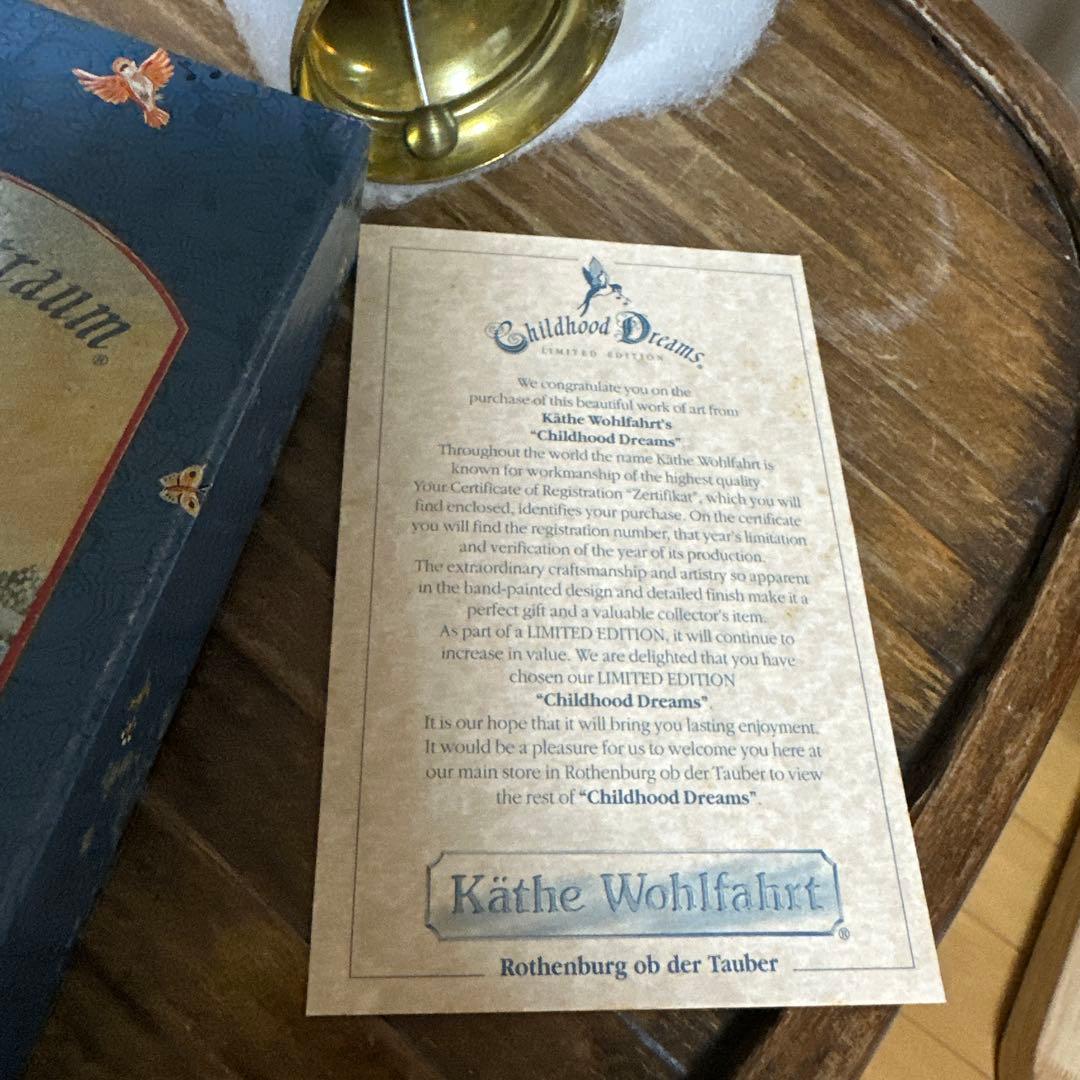 raum
®
Childhood Dreams®
LIMITED EDITION
We congratulate you on the
purchase of this beautiful work of art from
Käthe Wohlfahrt's
"Childhood Dreams".
Throughout the world the name Käthe Wohlfahrt is
known for workmanship of the highest quality.
Your Certificate of Registration "Zertifikat", which you will
find enclosed, identifies your purchase. On the certificate
you will find the registration number, that year's limitation
and verification of the year of its production.
The extraordinary craftsmanship and artistry so apparent
in the hand-painted design and detailed finish make it a
perfect gift and a valuable collector's item.
As part of a LIMITED EDITION, it will continue to
increase in value. We are delighted that you have
chosen our LIMITED EDITION
"Childhood Dreams".
It is our hope that it will bring you lasting enjoyment.
It would be a pleasure for us to welcome you here at
our main store in Rothenburg ob der Tauber to view
the rest of "Childhood Dreams".
Käthe Wohlfahrt
®
Rothenburg ob der Tauber